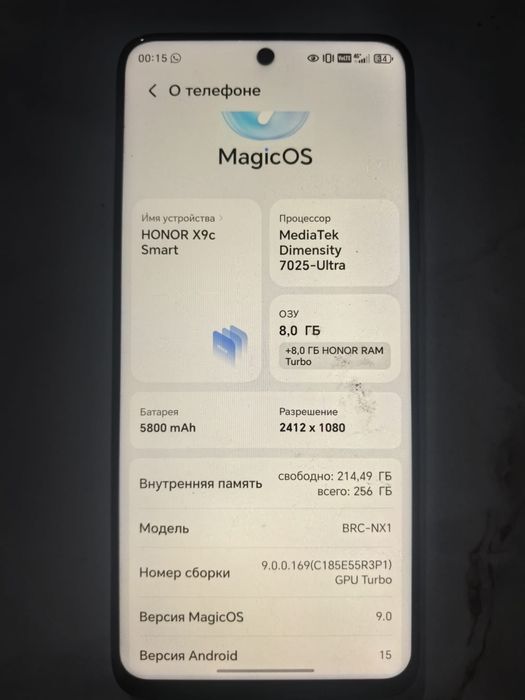 00:15
VoLTE 4G 34
О телефоне
MagicOS
Имя устройства
HONOR X9c
Smart
Процессор
MediaTek
Dimensity
7025-Ultra
ОЗУ
8,0 ГБ
+8,0 ГБ HONOR RAM
Turbo
Батарея
5800 mAh
Разрешение
2412 x 1080
Внутренняя память
свободно: 214,49 ГБ
всего: 256 ГБ
Модель
BRC-NX1
Номер сборки
9.0.0.169(C185E55R3P1)
GPU Turbo
Версия MagicOS
9.0
Версия Android
15